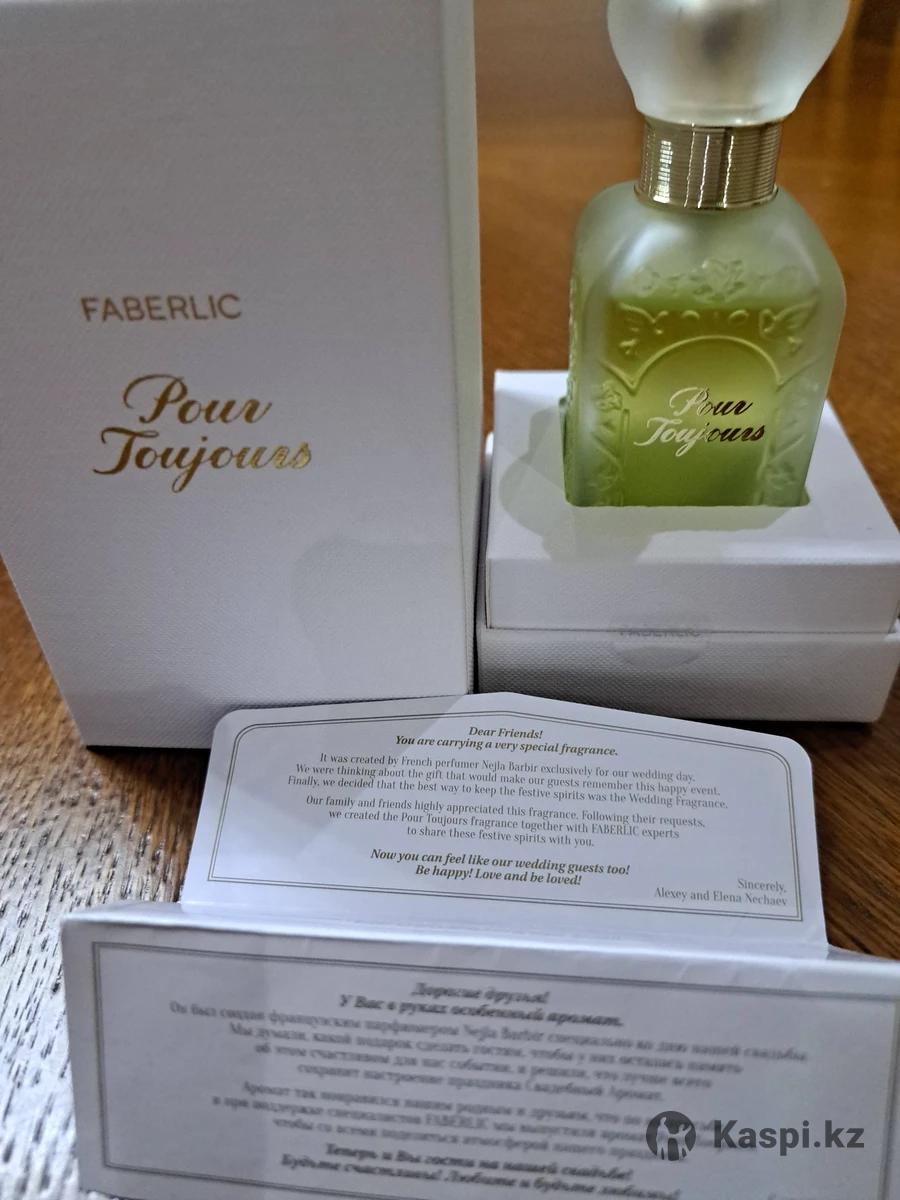 FABERLIC
Pour
Toujours
Pour
Toujours
FABERLIC
Dear Friends!
You are carrying a very special fragrance.
It was created by French perfumer Nejla Barbir exclusively for our wedding day.
We were thinking about the gift that would make our guests remember this happy event.
Finally, we decided that the best way to keep the festive spirits was the Wedding Fragrance.
Our family and friends highly appreciated this fragrance. Following their requests,
we created the Pour Toujours fragrance together with FABERLIC experts
to share these festive spirits with you.
Now you can feel like our wedding guests too!
Be happy! Love and be loved!
Sincerely,
Alexey and Elena Nechaev
Дорогие друзья!
У Вас в руках особенный аромат.
Он был создан французским парфюмером Nejla Barbir специально ко дню нашей свадьбы.
Мы думали, какой подарок сделать гостям, чтобы у них осталась память
об этом счастливом для нас событии, и решили, что лучше всего
сохранит настроение праздника Свадебный Аромат.
Аромат так понравился нашим родным и друзьям, что по
и при поддержке специалистов FABERLIC мы выпустили
чтобы со всеми поделиться атмосферой нашего
Теперь и Вы гости на нашей свадьбе!
Будьте счастливы! Любите и будьте любимы!
Kaspi.kz